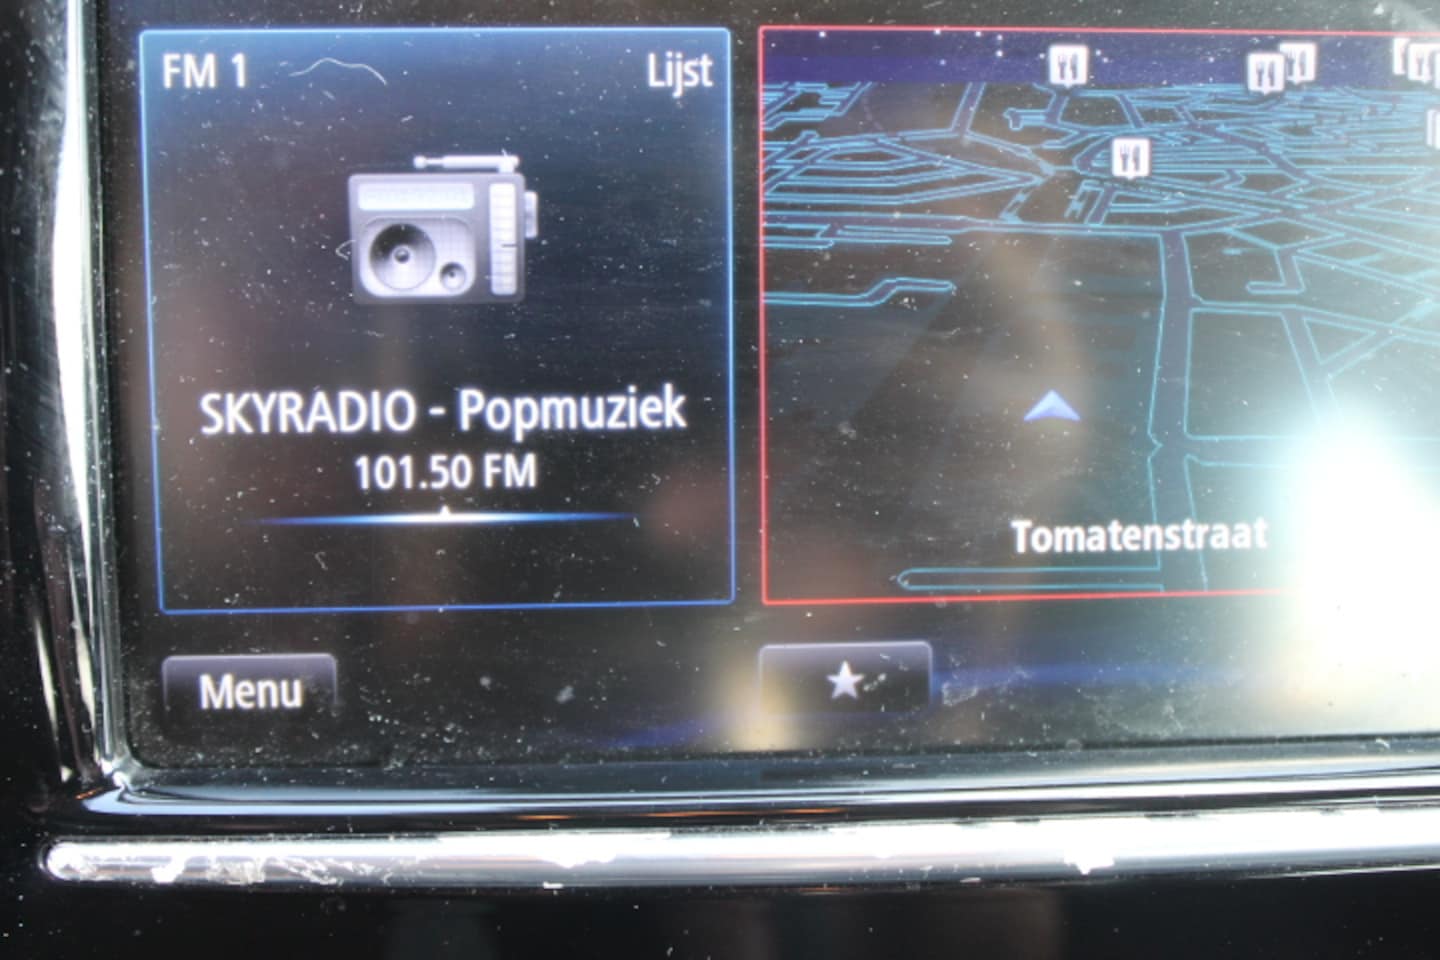 FM 1 Lijst
SKYRADIO - Popmuziek
101.50 FM
Tomatenstraat
Menu